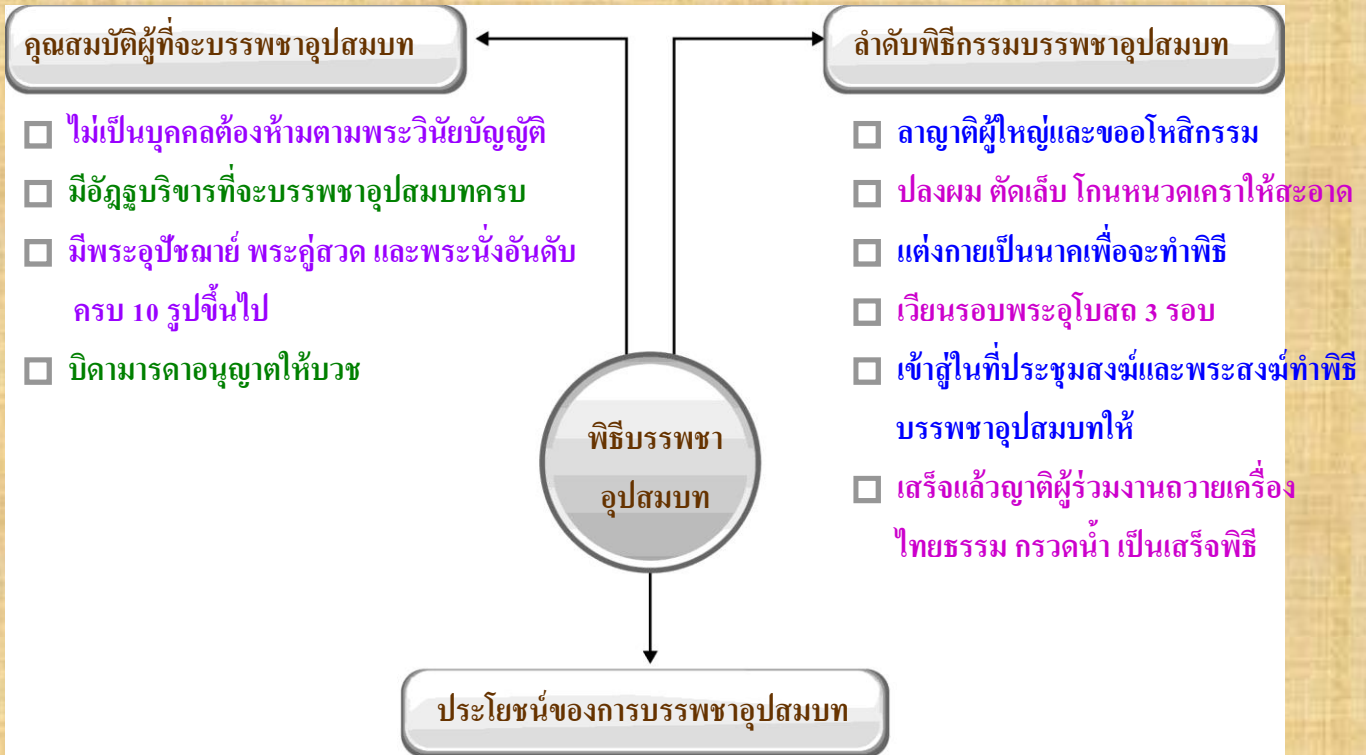 คุณสมบัติผู้ที่จะบรรพชาอุปสมบท
ไม่เป็นบุคคลต้องห้ามตามพระวินัยบัญญัติ
มีอัฎฐบริขารที่จะบรรพชาอุปสมบทครบ
มีพระอุปัชฌาย์ พระคู่สวด และพระนั่งอันดับ
ครบ 10 รูปขึ้นไป
บิดามารดาอนุญาตให้บวช
ลำดับพิธีกรรมบรรพชาอุปสมบท
ลาญาติผู้ใหญ่และขออโหสิกรรม
ปลงผม ตัดเล็บ โกนหนวดเคราให้สะอาด
แต่งกายเป็นนาคเพื่อจะทำพิธี
เวียนรอบพระอุโบสถ 3 รอบ
เข้าสู่ในที่ประชุมสงฆ์และพระสงฆ์ทำพิธี
บรรพชาอุปสมบทให้
เสร็จแล้วญาติผู้ร่วมงานถวายเครื่อง
ไทยธรรม กรวดน้ำ เป็นเสร็จพิธี
พิธีบรรพชา
อุปสมบท
ประโยชน์ของการบรรพชาอุปสมบท